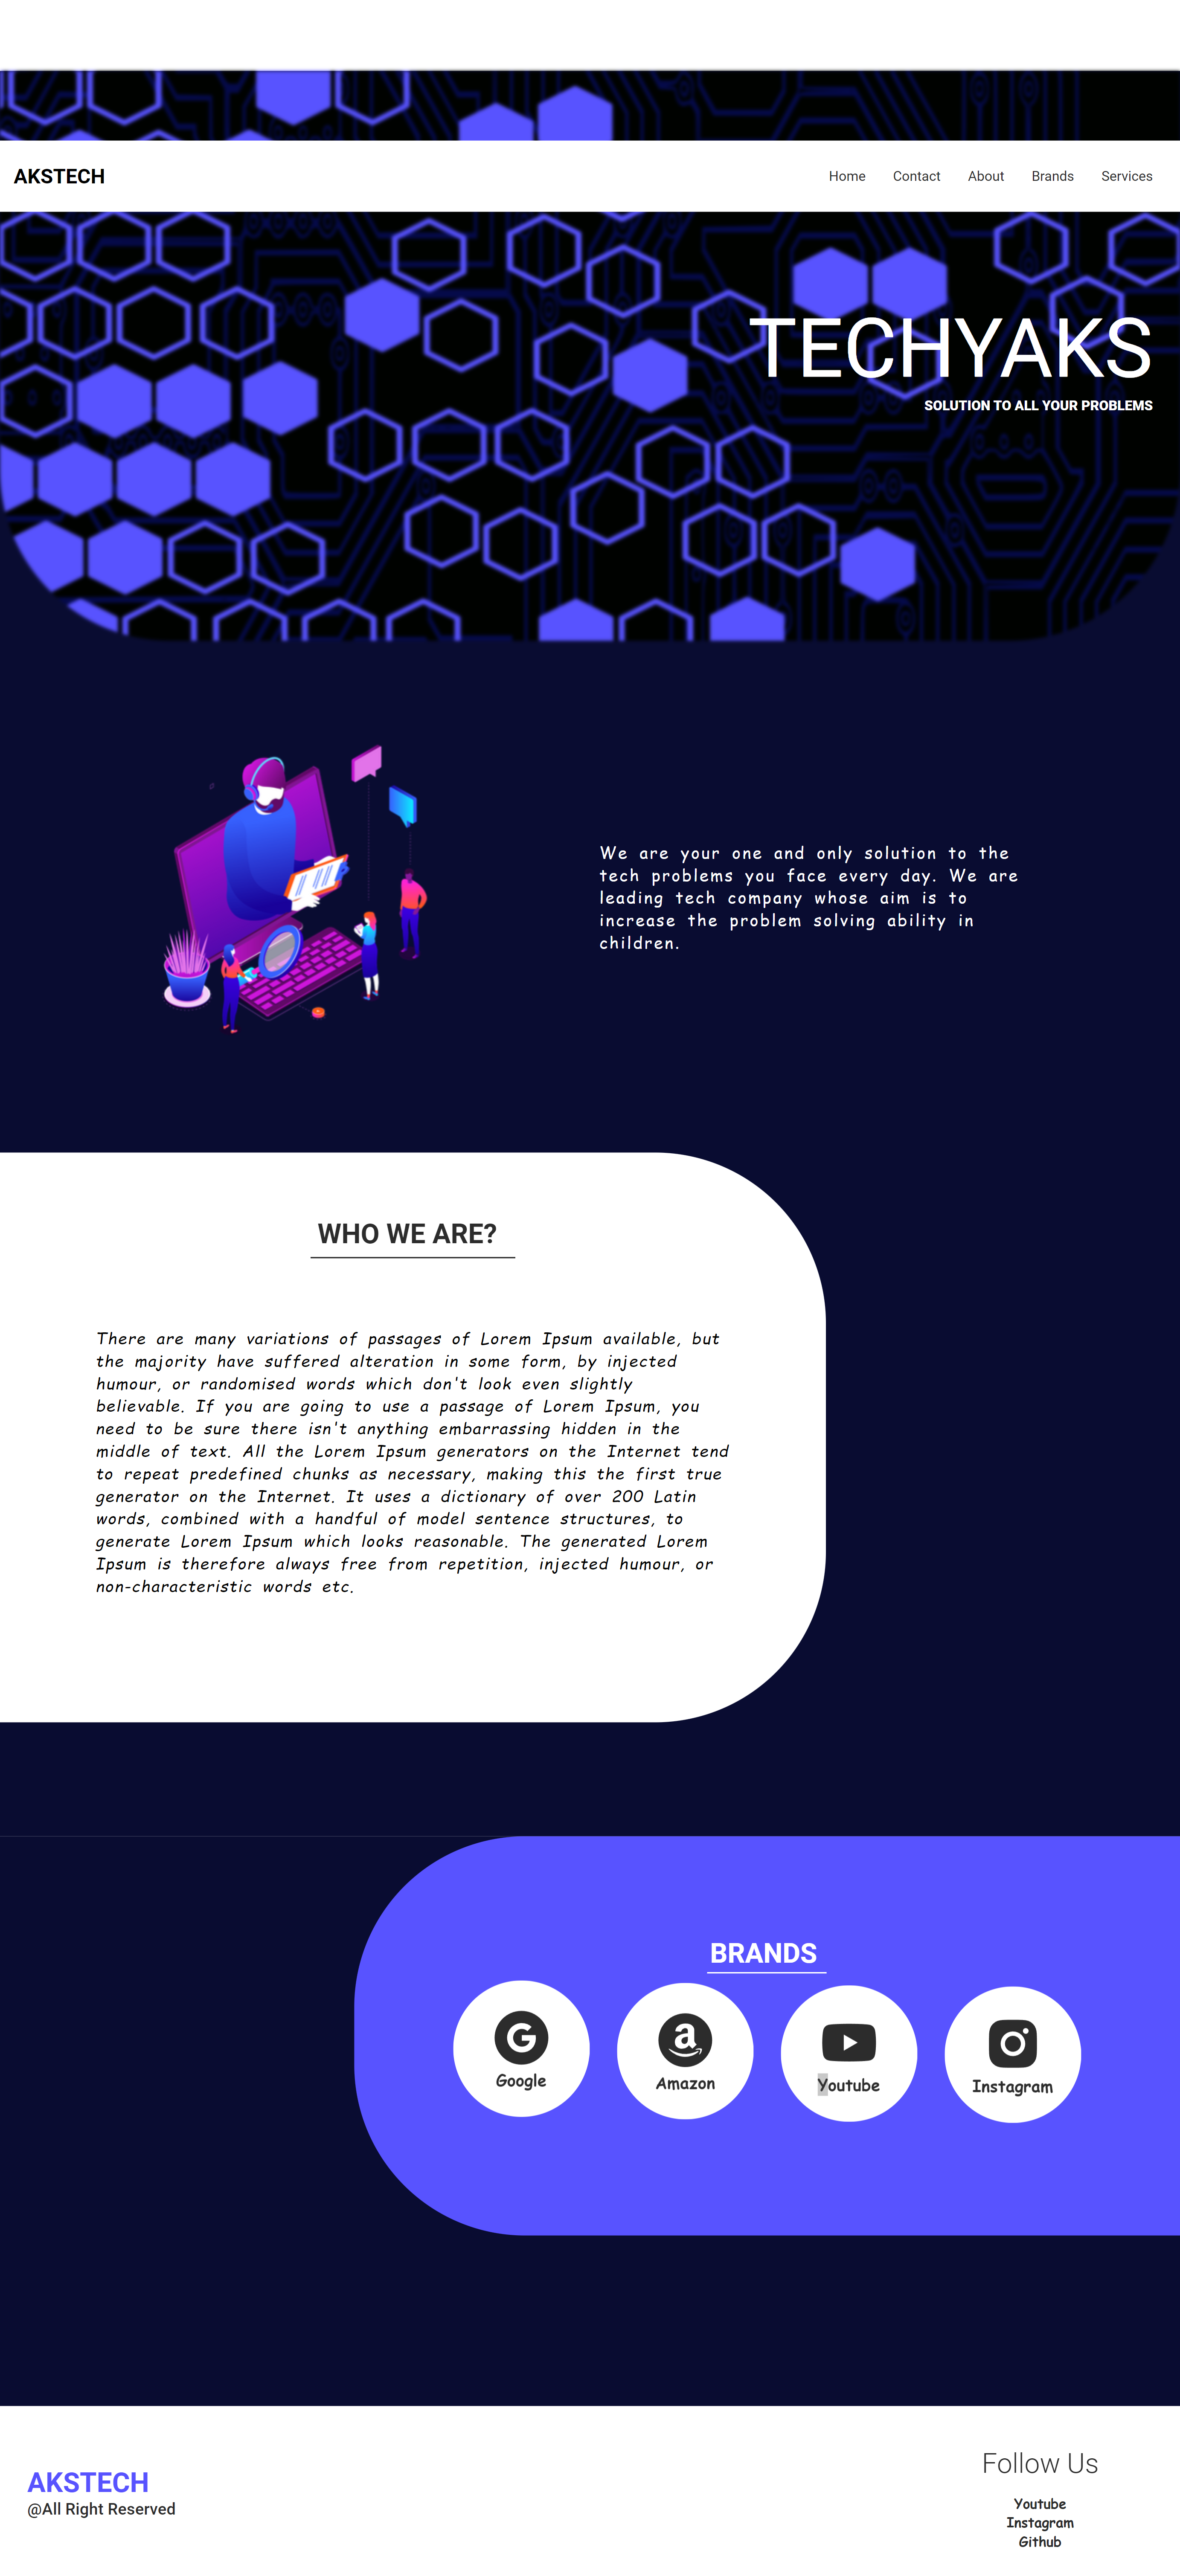 AKSTECH
Home Contact About Brands Services
TECHYAKS
SOLUTION TO ALL YOUR PROBLEMS
We are your one and only solution to the
tech problems you face every day. We are
leading tech company whose aim is to
increase the problem solving ability in
children.
WHO WE ARE?
There are many variations of passages of Lorem Ipsum available, but
the majority have suffered alteration in some form, by injected
humour, or randomised words which don't look even slightly
believable. If you are going to use a passage of Lorem Ipsum, you
need to be sure there isn't anything embarrassing hidden in the
middle of text. All the Lorem Ipsum generators on the Internet tend
to repeat predefined chunks as necessary, making this the first true
generator on the Internet. It uses a dictionary of over 200 Latin
words, combined with a handful of model sentence structures, to
generate Lorem Ipsum which looks reasonable. The generated Lorem
Ipsum is therefore always free from repetition, injected humour, or
non-characteristic words etc.
BRANDS
Google Amazon Youtube Instagram
AKSTECH
@All Right Reserved
Follow Us
Youtube
Instagram
Github